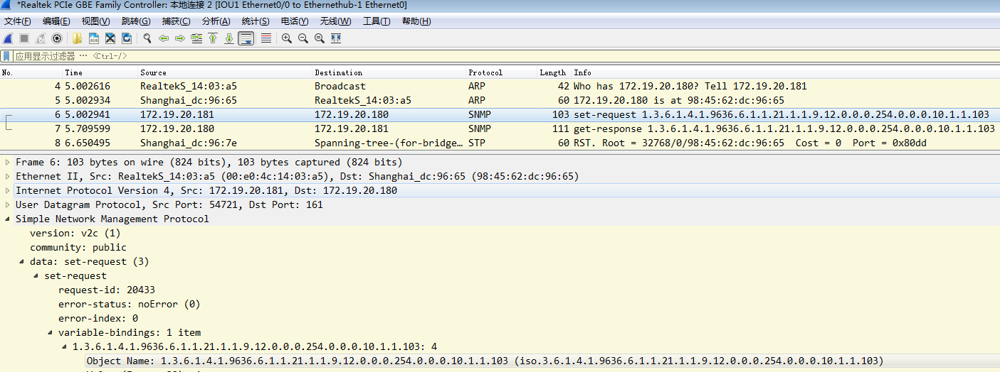 *Realtek PCIe GBE Family Controller: 本地连接 2 [IOU1 Ethernet0/0 to Ethernethub-1 Ethernet0]
文件(F) 编辑(E) 视图(V) 跳转(G) 捕获(C) 分析(A) 统计(S) 电话(Y) 无线(W) 工具(T) 帮助(H)
应用显示过滤器 … <Ctrl-/>
No. Time Source Destination Protocol Length Info
4 5.002616 RealtekS_14:03:a5 Broadcast ARP 42 Who has 172.19.20.180? Tell 172.19.20.181
5 5.002934 Shanghai_dc:96:65 RealtekS_14:03:a5 ARP 60 172.19.20.180 is at 98:45:62:dc:96:65
6 5.002941 172.19.20.181 172.19.20.180 SNMP 103 set-request 1.3.6.1.4.1.9636.6.1.1.21.1.1.9.12.0.0.0.254.0.0.0.10.1.1.103
7 5.709599 172.19.20.180 172.19.20.181 SNMP 111 get-response 1.3.6.1.4.1.9636.6.1.1.21.1.1.9.12.0.0.0.254.0.0.0.10.1.1.103
8 6.650495 Shanghai_dc:96:7e Spanning-tree-(for-bridge… STP 60 RST. Root = 32768/0/98:45:62:dc:96:65 Cost = 0 Port = 0x80dd
Frame 6: 103 bytes on wire (824 bits), 103 bytes captured (824 bits)
Ethernet II, Src: RealtekS_14:03:a5 (00:e0:4c:14:03:a5), Dst: Shanghai_dc:96:65 (98:45:62:dc:96:65)
Internet Protocol Version 4, Src: 172.19.20.181, Dst: 172.19.20.180
User Datagram Protocol, Src Port: 54721, Dst Port: 161
Simple Network Management Protocol
version: v2c (1)
community: public
data: set-request (3)
set-request
request-id: 20433
error-status: noError (0)
error-index: 0
variable-bindings: 1 item
1.3.6.1.4.1.9636.6.1.1.21.1.1.9.12.0.0.0.254.0.0.0.10.1.1.103: 4
Object Name: 1.3.6.1.4.1.9636.6.1.1.21.1.1.9.12.0.0.0.254.0.0.0.10.1.1.103 (iso.3.6.1.4.1.9636.6.1.1.21.1.1.9.12.0.0.0.254.0.0.0.10.1.1.103)